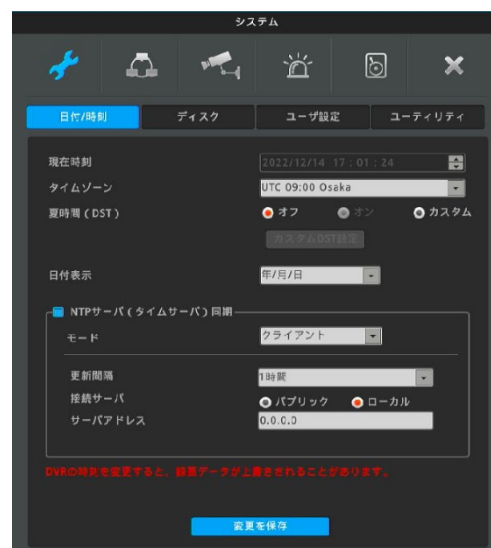 システム
日付/時刻 ディスク ユーザ設定 ユーティリティ
現在時刻 2022/12/14 17:01:24
タイムゾーン UTC 09:00 Osaka
夏時間(DST) オフ オン カスタム
カスタムDST設定
日付表示 年/月/日
NTPサーバ(タイムサーバ)同期
モード クライアント
更新間隔 1時間
接続サーバ パブリック ローカル
サーバアドレス 0.0.0.0
DVRの時刻を変更すると、録画データが上書きされることがあります。
変更を保存